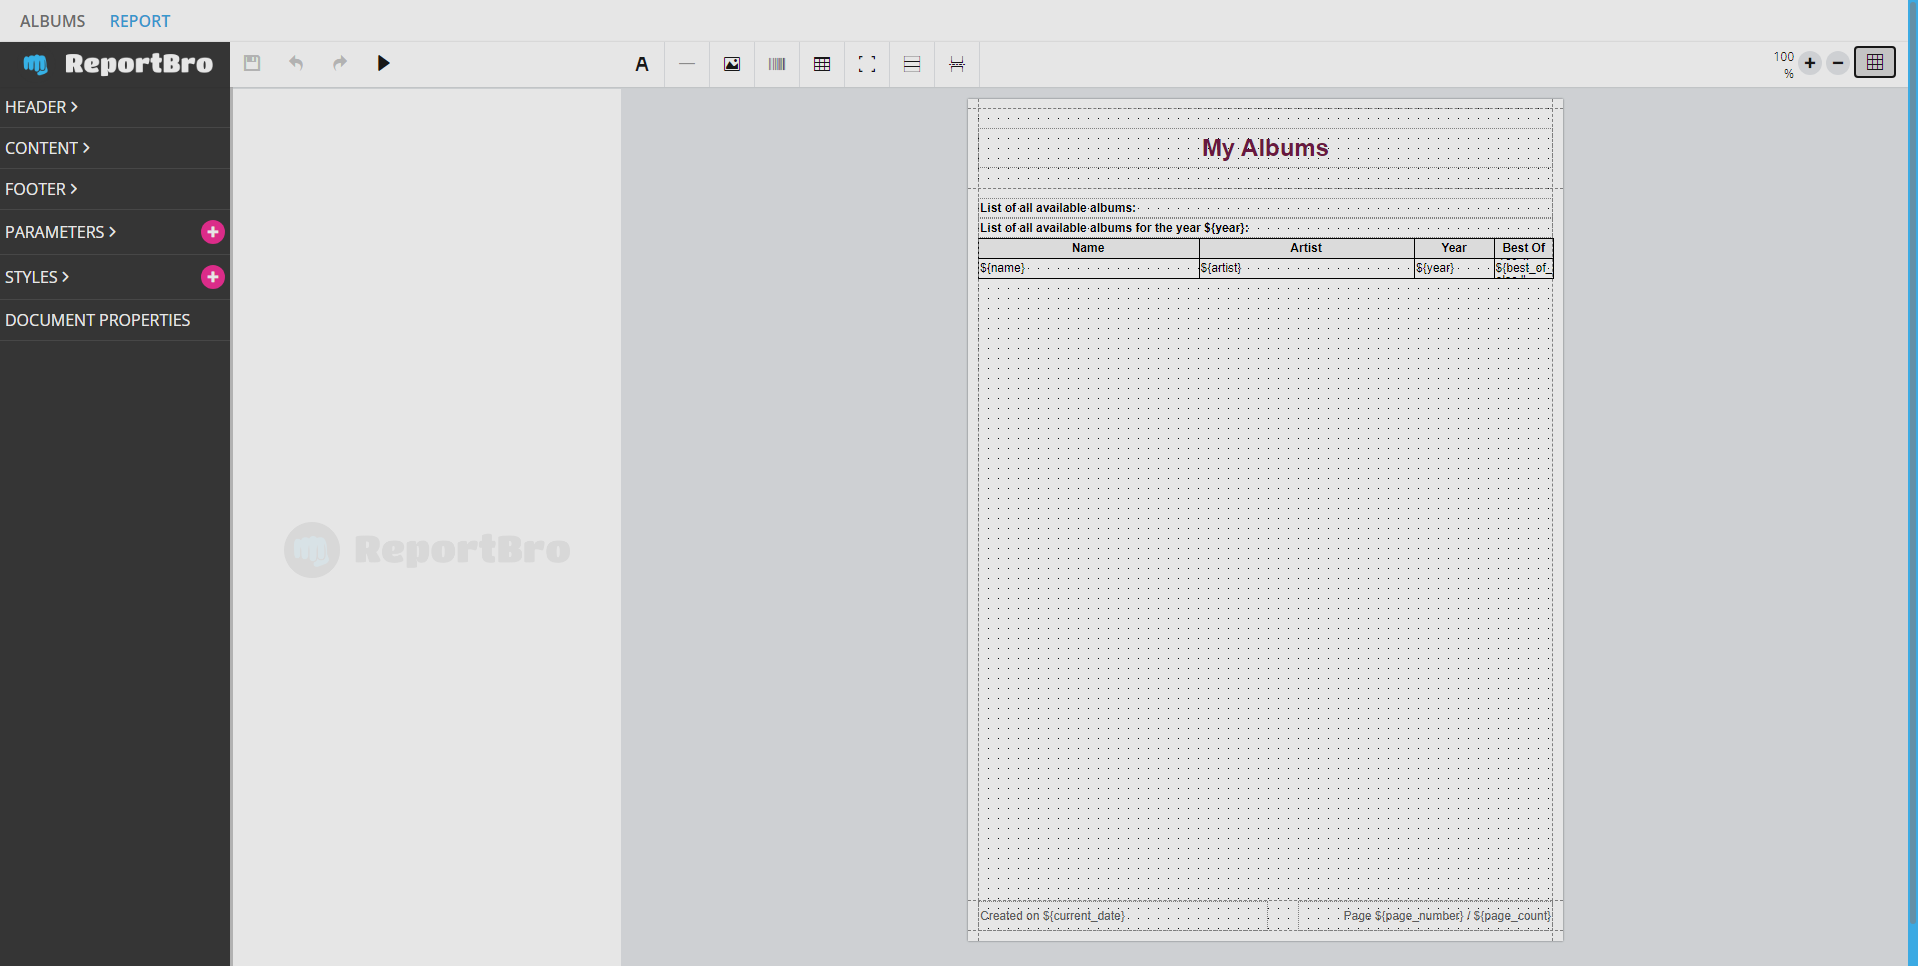 ALBUMS REPORT
ReportBro
HEADER
CONTENT
FOOTER
PARAMETERS
STYLES
DOCUMENT PROPERTIES
A
100
%
ReportBro
My Albums
List of all available albums:
List of all available albums for the year ${year}:
Name Artist Year Best Of
${name} ${artist} ${year} ${best_of_
Created on ${current_date} Page ${page_number} / ${page_count}